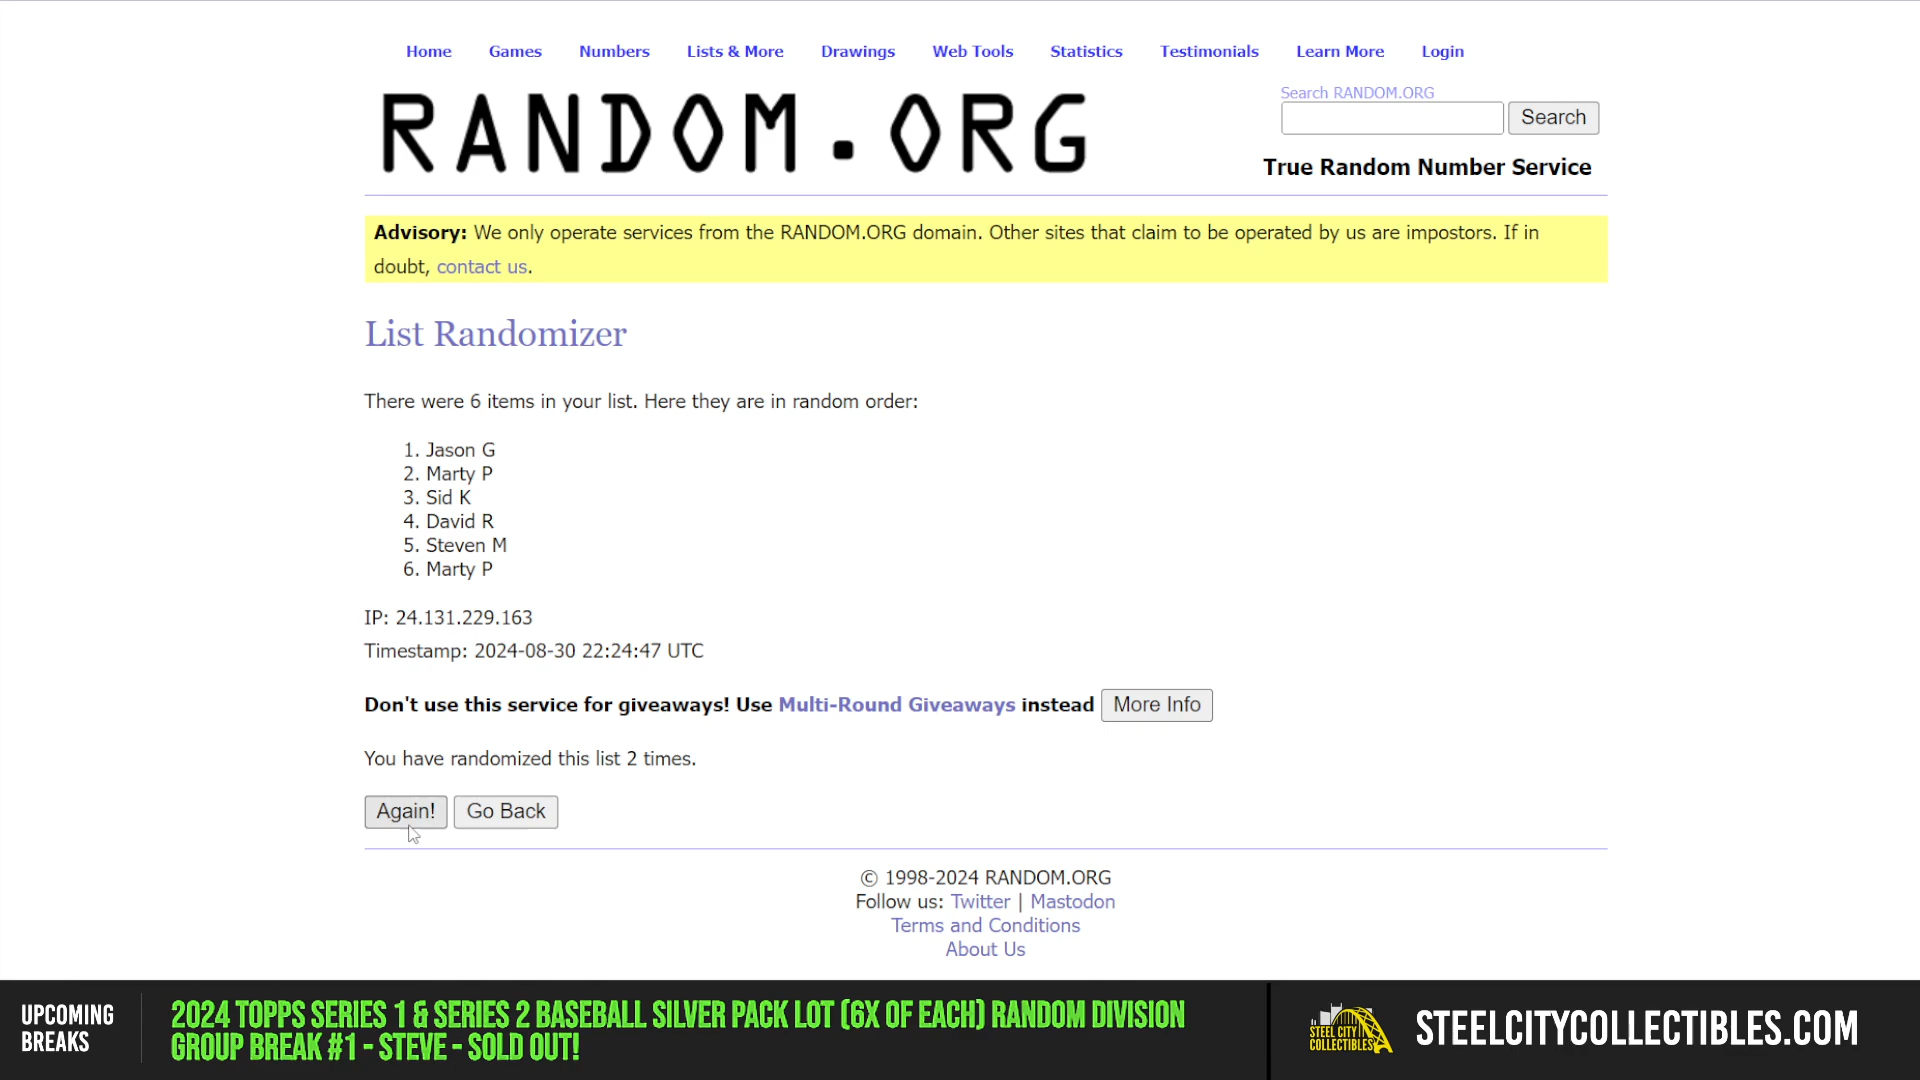 Home Games Numbers Lists & More Drawings Web Tools Statistics Testimonials Learn More Login
RANDOM.ORG
Search RANDOM.ORG
Search
True Random Number Service
Advisory: We only operate services from the RANDOM.ORG domain. Other sites that claim to be operated by us are impostors. If in
doubt, contact us.
List Randomizer
There were 6 items in your list. Here they are in random order:
1. Jason G
2. Marty P
3. Sid K
4. David R
5. Steven M
6. Marty P
IP: 24.131.229.163
Timestamp: 2024-08-30 22:24:47 UTC
Don't use this service for giveaways! Use Multi-Round Giveaways instead More Info
You have randomized this list 2 times.
Again! Go Back
© 1998-2024 RANDOM.ORG
Follow us: Twitter | Mastodon
Terms and Conditions
About Us
UPCOMING
BREAKS
2024 TOPPS SERIES 1 & SERIES 2 BASEBALL SILVER PACK LOT (6X OF EACH) RANDOM DIVISION
GROUP BREAK #1 - STEVE - SOLD OUT!
STEEL CITY
COLLECTIBLES
STEELCITYCOLLECTIBLES.COM